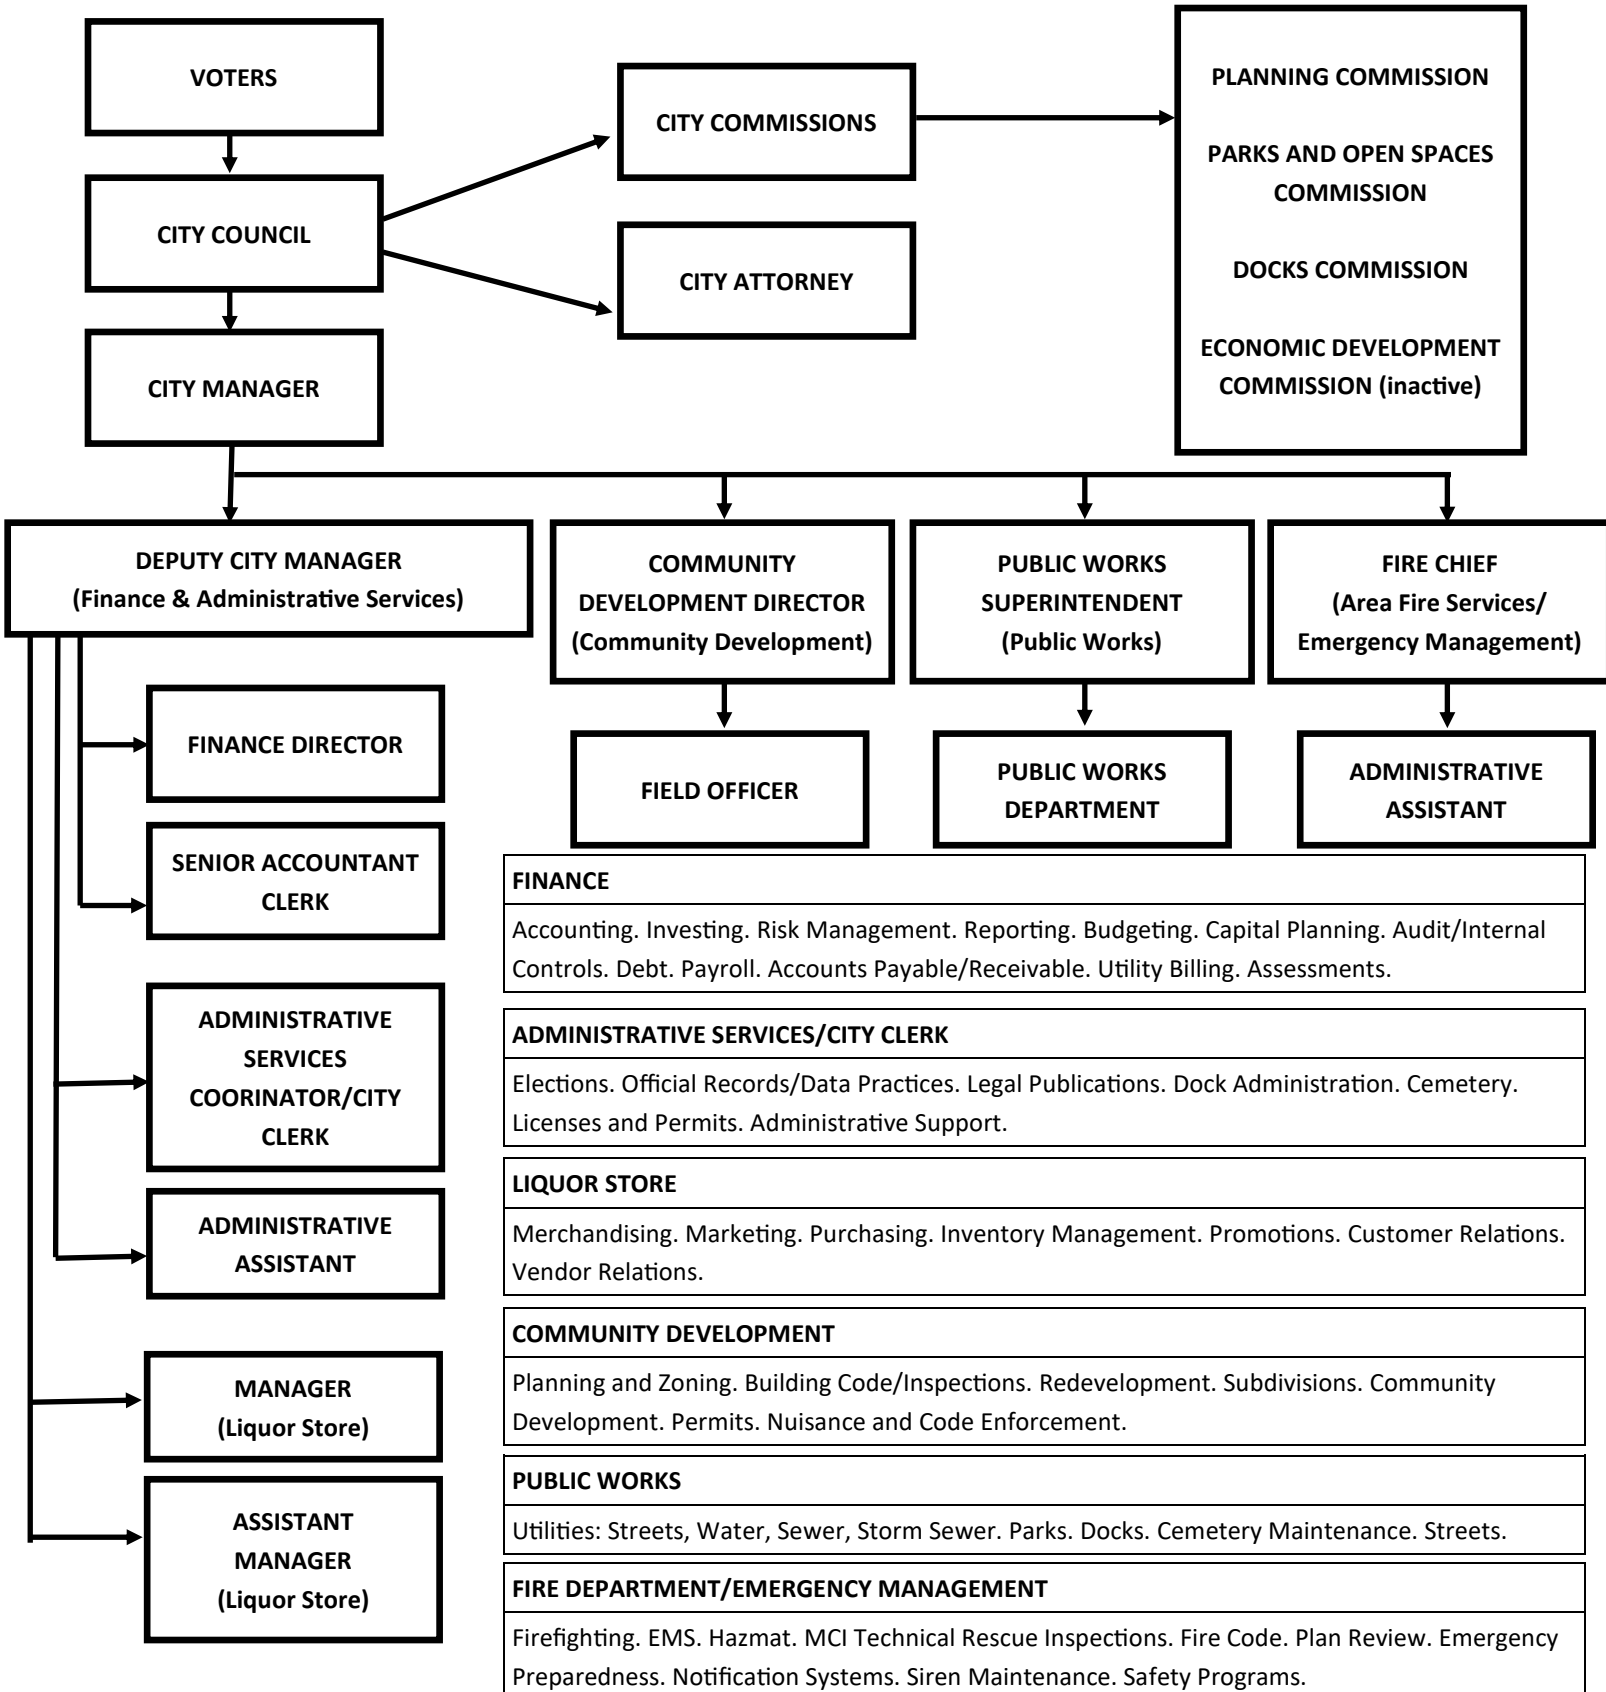 VOTERS
CITY COUNCIL
CITY MANAGER
CITY COMMISSIONS
CITY ATTORNEY
PLANNING COMMISSION
PARKS AND OPEN SPACES
COMMISSION
DOCKS COMMISSION
ECONOMIC DEVELOPMENT
COMMISSION (inactive)
DEPUTY CITY MANAGER
(Finance & Administrative Services)
COMMUNITY
DEVELOPMENT DIRECTOR
(Community Development)
PUBLIC WORKS
SUPERINTENDENT
(Public Works)
FIRE CHIEF
(Area Fire Services/
Emergency Management)
FINANCE DIRECTOR
SENIOR ACCOUNTANT
CLERK
ADMINISTRATIVE
SERVICES
COORINATOR/CITY
CLERK
ADMINISTRATIVE
ASSISTANT
MANAGER
(Liquor Store)
ASSISTANT
MANAGER
(Liquor Store)
FIELD OFFICER
PUBLIC WORKS
DEPARTMENT
ADMINISTRATIVE
ASSISTANT
FINANCE
Accounting. Investing. Risk Management. Reporting. Budgeting. Capital Planning. Audit/Internal
Controls. Debt. Payroll. Accounts Payable/Receivable. Utility Billing. Assessments.
ADMINISTRATIVE SERVICES/CITY CLERK
Elections. Official Records/Data Practices. Legal Publications. Dock Administration. Cemetery.
Licenses and Permits. Administrative Support.
LIQUOR STORE
Merchandising. Marketing. Purchasing. Inventory Management. Promotions. Customer Relations.
Vendor Relations.
COMMUNITY DEVELOPMENT
Planning and Zoning. Building Code/Inspections. Redevelopment. Subdivisions. Community
Development. Permits. Nuisance and Code Enforcement.
PUBLIC WORKS
Utilities: Streets, Water, Sewer, Storm Sewer. Parks. Docks. Cemetery Maintenance. Streets.
FIRE DEPARTMENT/EMERGENCY MANAGEMENT
Firefighting. EMS. Hazmat. MCI Technical Rescue Inspections. Fire Code. Plan Review. Emergency
Preparedness. Notification Systems. Siren Maintenance. Safety Programs.